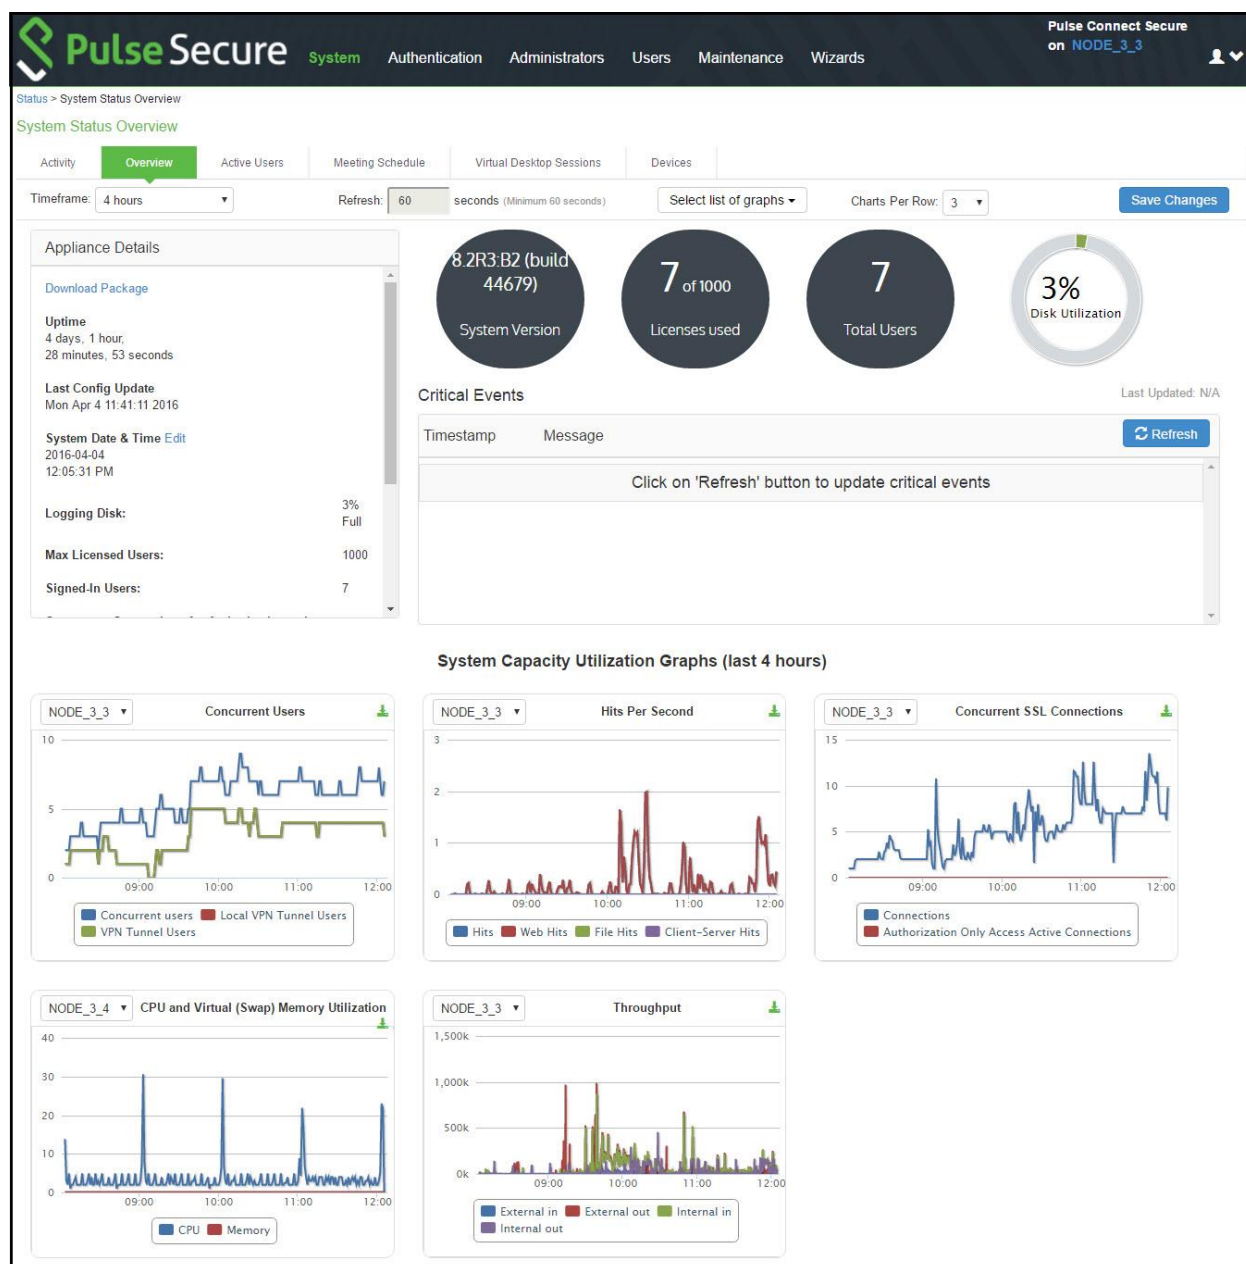 Pulse Secure
System Authentication Administrators Users Maintenance Wizards
Pulse Connect Secure
on NODE_3_3
Status > System Status Overview
System Status Overview
Activity Overview Active Users Meeting Schedule Virtual Desktop Sessions Devices
Timeframe: 4 hours Refresh: 60 seconds (Minimum 60 seconds) Select list of graphs Charts Per Row: 3 Save Changes
Appliance Details
Download Package
Uptime
4 days, 1 hour,
28 minutes, 53 seconds
Last Config Update
Mon Apr 4 11:41:11 2016
System Date & Time Edit
2016-04-04
12:05:31 PM
Logging Disk: 3%
Full
Max Licensed Users: 1000
Signed-In Users: 7
8.2R3:B2 (build
44679)
System Version
7 of 1000
Licenses used
7
Total Users
3%
Disk Utilization
Critical Events Last Updated: N/A
Timestamp Message Refresh
Click on 'Refresh' button to update critical events
System Capacity Utilization Graphs (last 4 hours)
NODE_3_3 Concurrent Users
10
5
0
09:00 10:00 11:00 12:00
Concurrent users Local VPN Tunnel Users
VPN Tunnel Users
NODE_3_3 Hits Per Second
3
2
1
0
09:00 10:00 11:00 12:00
Hits Web Hits File Hits Client-Server Hits
NODE_3_3 Concurrent SSL Connections
15
10
5
0
09:00 10:00 11:00 12:00
Connections
Authorization Only Access Active Connections
NODE_3_4 CPU and Virtual (Swap) Memory Utilization
40
30
20
10
0
09:00 10:00 11:00 12:00
CPU Memory
NODE_3_3 Throughput
1,500k
1,000k
500k
0k
09:00 10:00 11:00 12:00
External in External out Internal in
Internal out